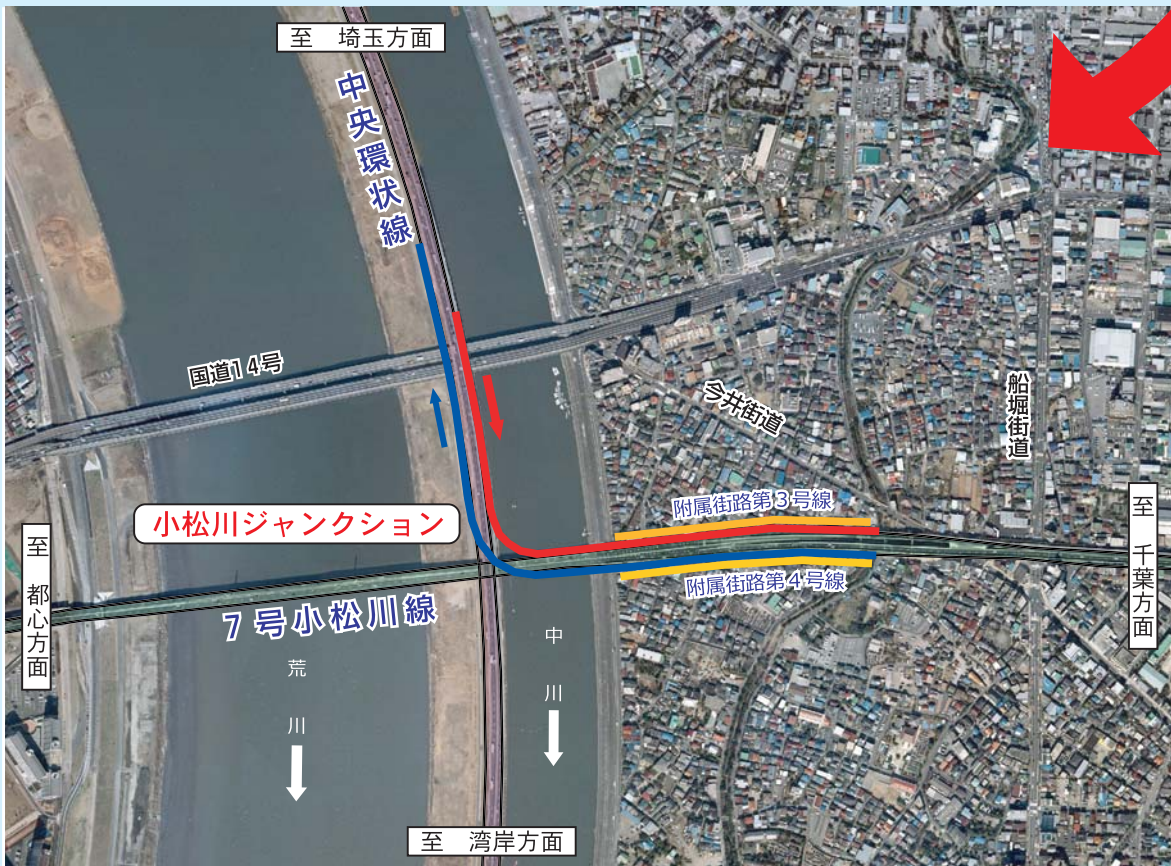 至　埼玉方面
中央環状線
国道14号
今井街道
船堀街道
小松川ジャンクション
附属街路第3号線
附属街路第4号線
至　千葉方面
至　都心方面
7号小松川線
荒川
中川
至　湾岸方面